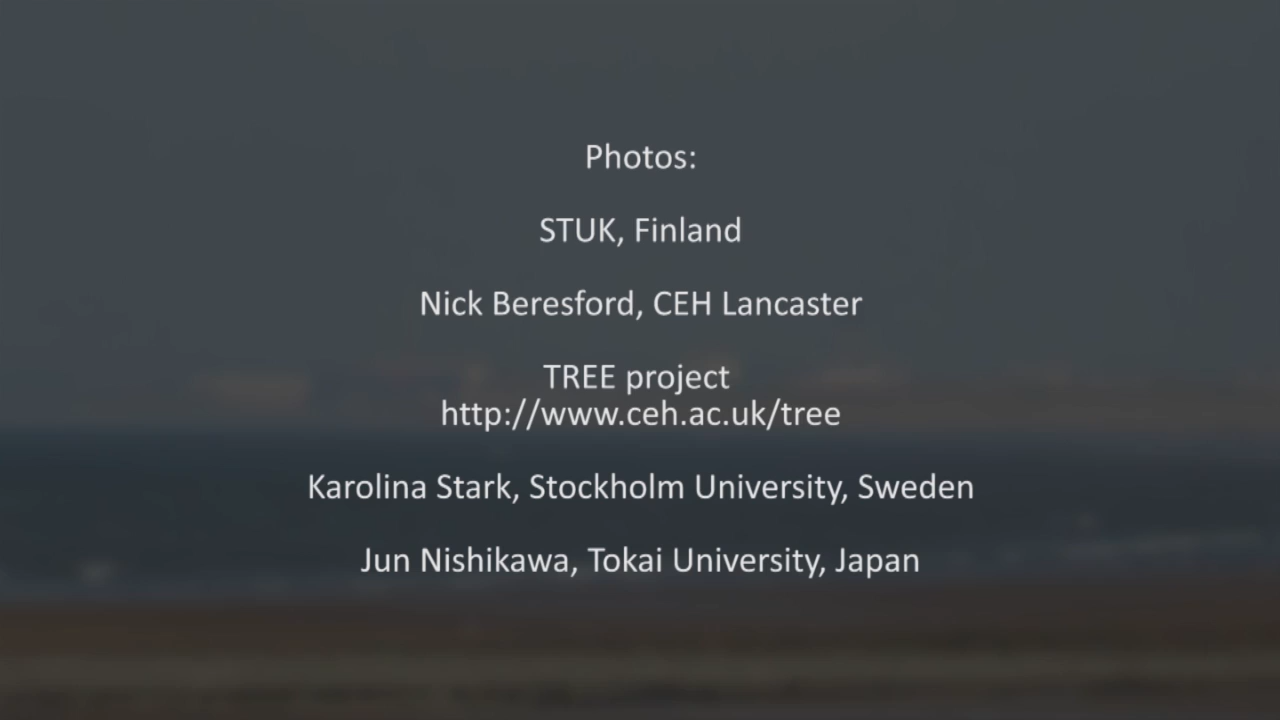 Photos:
STUK, Finland
Nick Beresford, CEH Lancaster
TREE project
http://www.ceh.ac.uk/tree
Karolina Stark, Stockholm University, Sweden
Jun Nishikawa, Tokai University, Japan